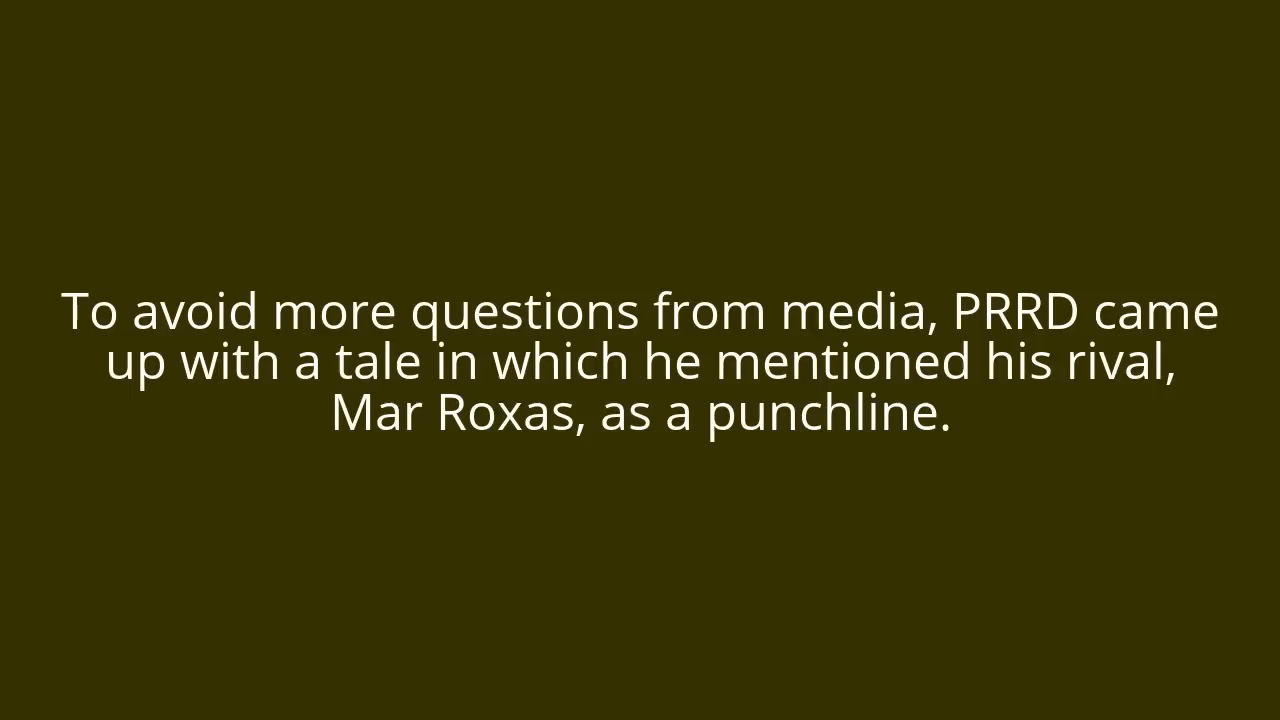 To avoid more questions from media, PRRD came
up with a tale in which he mentioned his rival,
Mar Roxas, as a punchline.